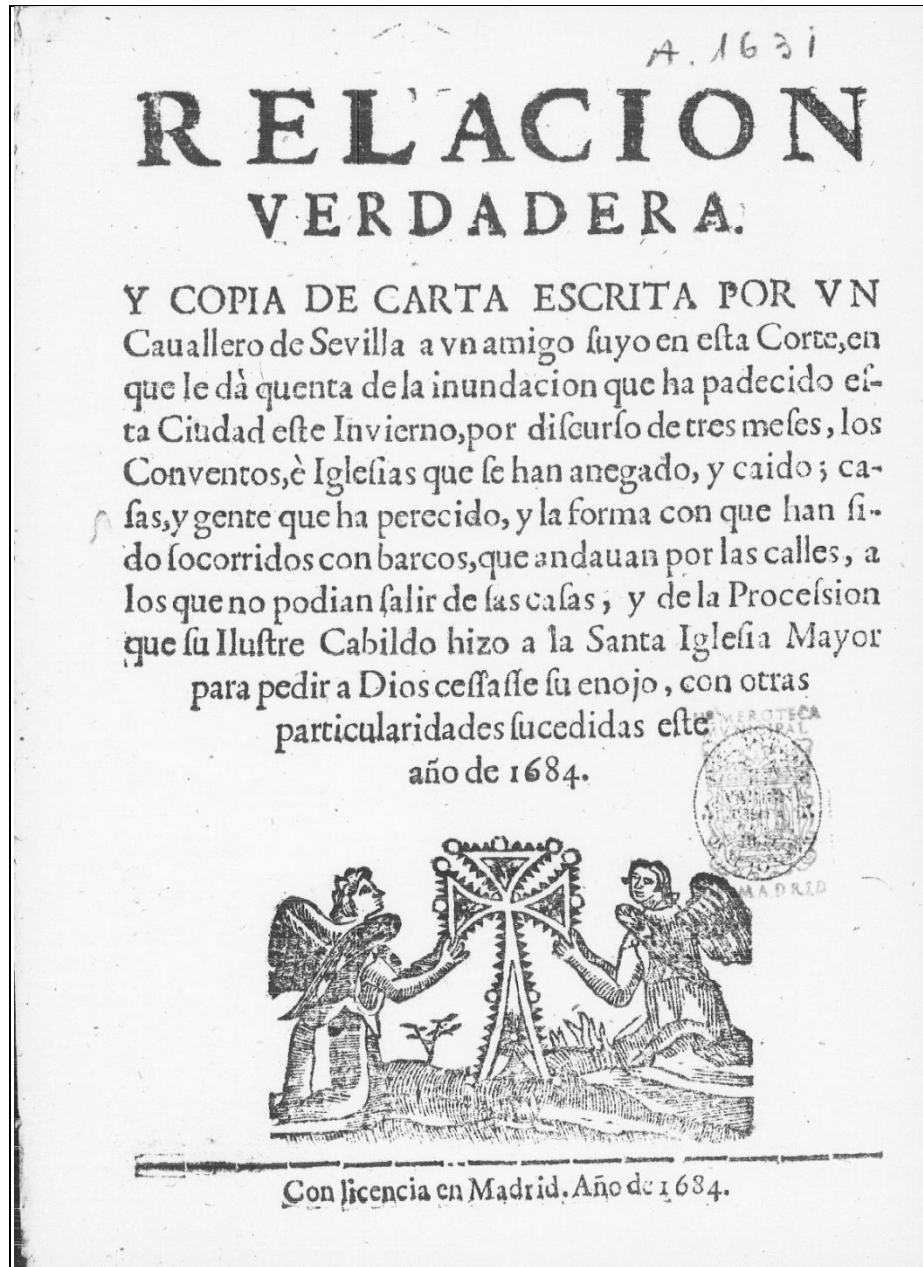 A. 1631
RELACION
VERDADERA.
Y COPIA DE CARTA ESCRITA POR VN
Cauallero de Sevilla a vn amigo ſuyo en eſta Corte, en
que le dà quenta de la inundacion que ha padecido eſ-
ta Ciudad eſte Invierno, por diſcurſo de tres meſes, los
Conventos, è Igleſias que ſe han anegado, y caido; ca-
ſas, y gente que ha perecido, y la forma con que han ſi-
do ſocorridos con barcos, que andauan por las calles, a
los que no podian ſalir de ſas caſas, y de la Proceſsion
que ſu Iluſtre Cabildo hizo a la Santa Igleſia Mayor
para pedir a Dios ceſſaſſe ſu enojo, con otras
particularidades ſucedidas eſte
año de 1684.
HEMEROTECA
MUNICIPAL
MADRID
Con licencia en Madrid. Año de 1684.